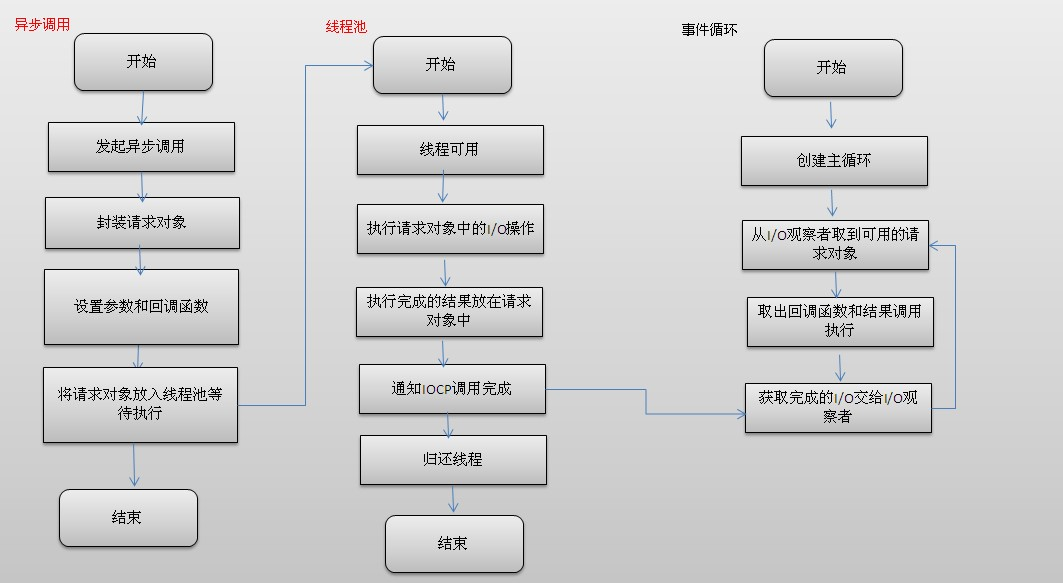 异步调用
开始
发起异步调用
封装请求对象
设置参数和回调函数
将请求对象放入线程池等
待执行
结束
线程池
开始
线程可用
执行请求对象中的I/O操作
执行完成的结果放在请求
对象中
通知IOCP调用完成
归还线程
结束
事件循环
开始
创建主循环
从I/O观察者取到可用的请
求对象
取出回调函数和结果调用
执行
获取完成的I/O交给I/O观
察者